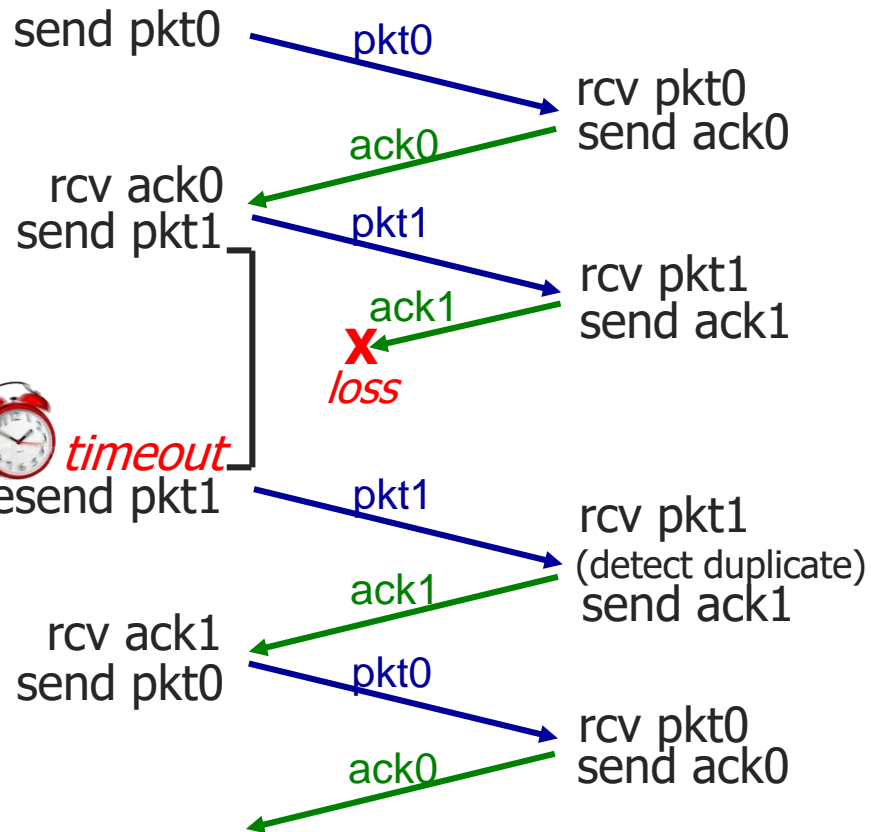 send pkt0
pkt0
rcv pkt0
send ack0
ack0
rcv ack0
send pkt1
pkt1
rcv pkt1
send ack1
ack1
X
loss
timeout
esend pkt1
pkt1
rcv pkt1
(detect duplicate)
send ack1
ack1
rcv ack1
send pkt0
pkt0
rcv pkt0
send ack0
ack0